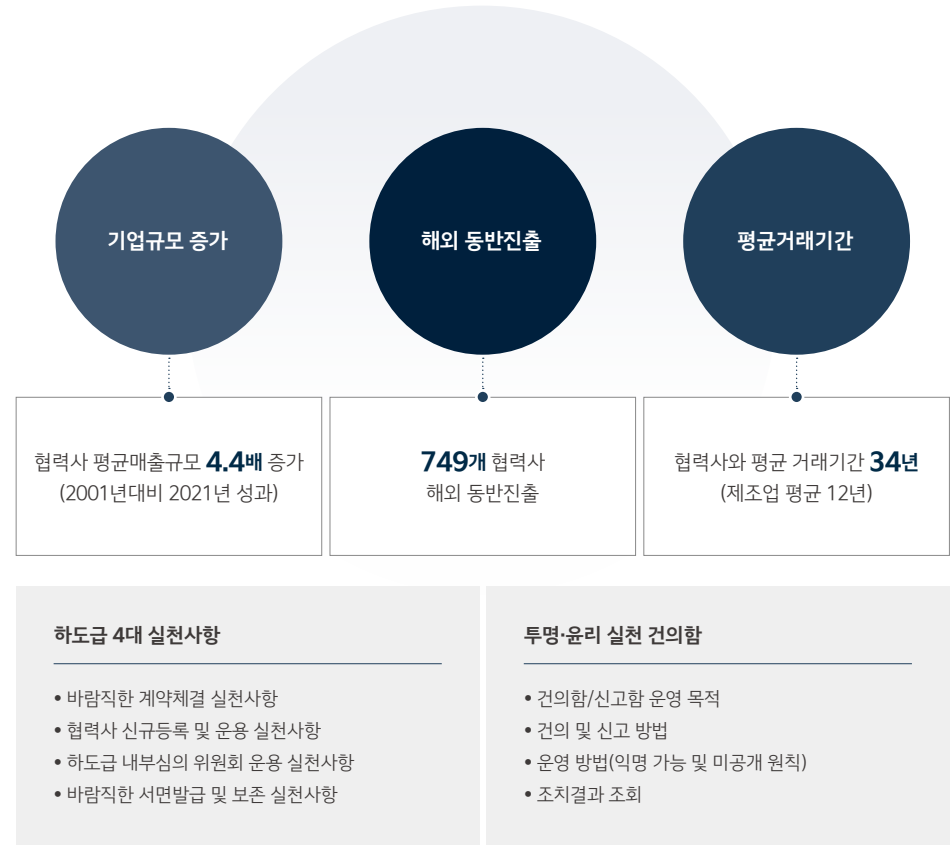 기업규모 증가
해외 동반진출
평균거래기간
협력사 평균매출규모 4.4배 증가
(2001년대비 2021년 성과)
749개 협력사
해외 동반진출
협력사와 평균 거래기간 34년
(제조업 평균 12년)
하도급 4대 실천사항
• 바람직한 계약체결 실천사항
• 협력사 신규등록 및 운용 실천사항
• 하도급 내부심의 위원회 운용 실천사항
• 바람직한 서면발급 및 보존 실천사항
투명·윤리 실천 건의함
• 건의함/신고함 운영 목적
• 건의 및 신고 방법
• 운영 방법(익명 가능 및 미공개 원칙)
• 조치결과 조회